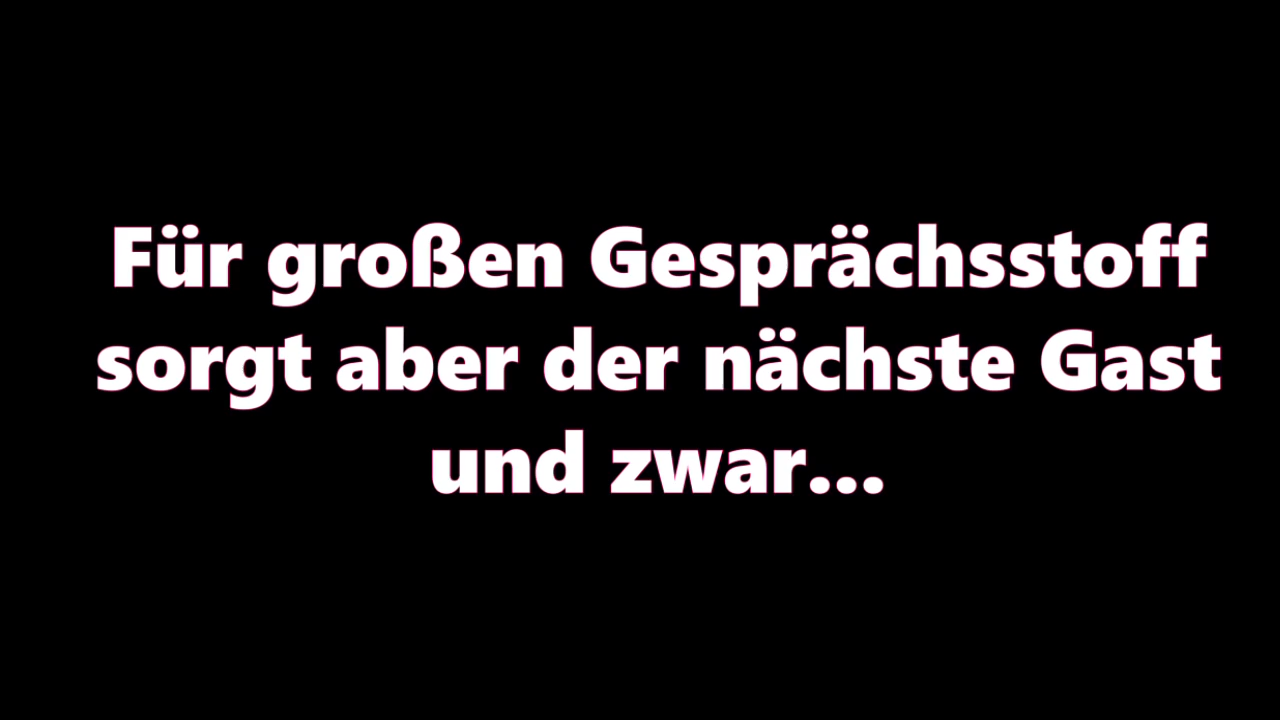 Für großen Gesprächsstoff
sorgt aber der nächste Gast
und zwar...